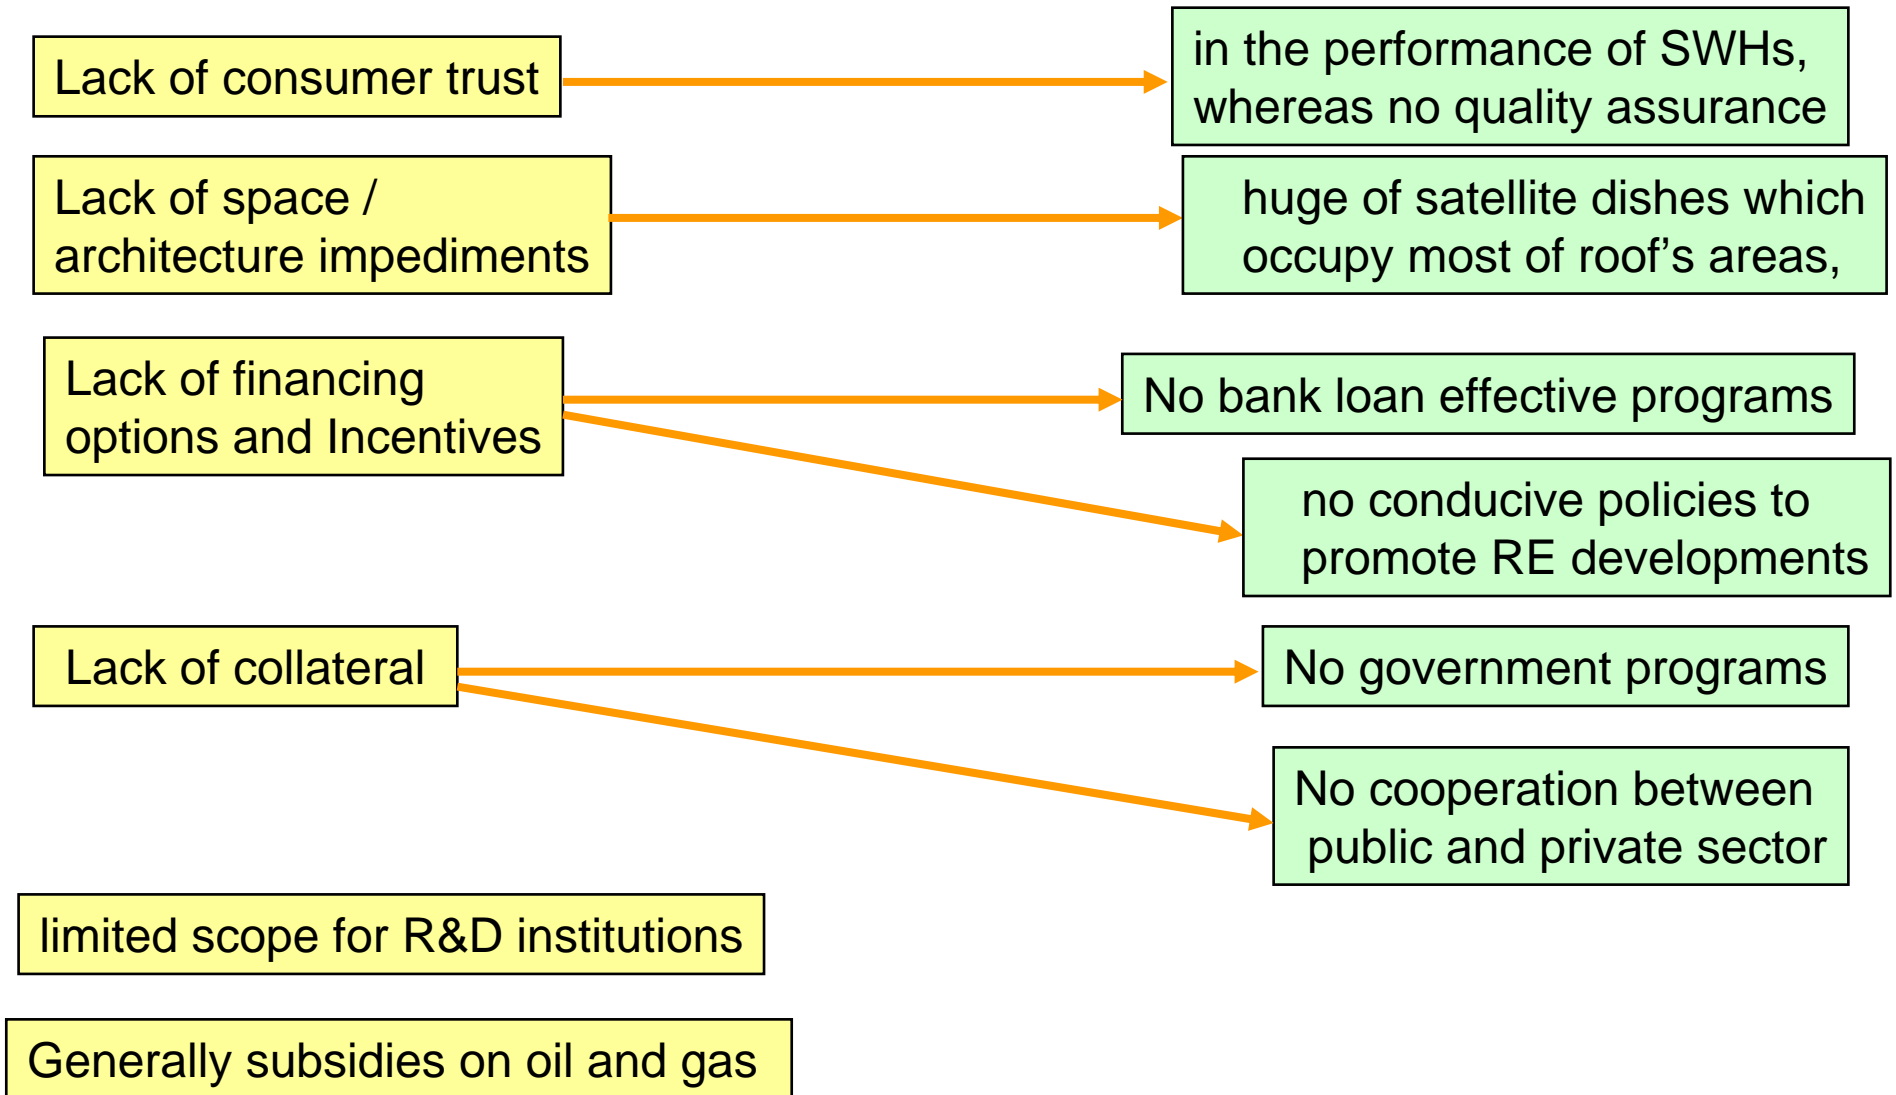 Lack of consumer trust
in the performance of SWHs,
whereas no quality assurance
Lack of space /
architecture impediments
huge of satellite dishes which
occupy most of roof's areas,
Lack of financing
options and Incentives
No bank loan effective programs
no conducive policies to
promote RE developments
Lack of collateral
No government programs
No cooperation between
public and private sector
limited scope for R&D institutions
Generally subsidies on oil and gas